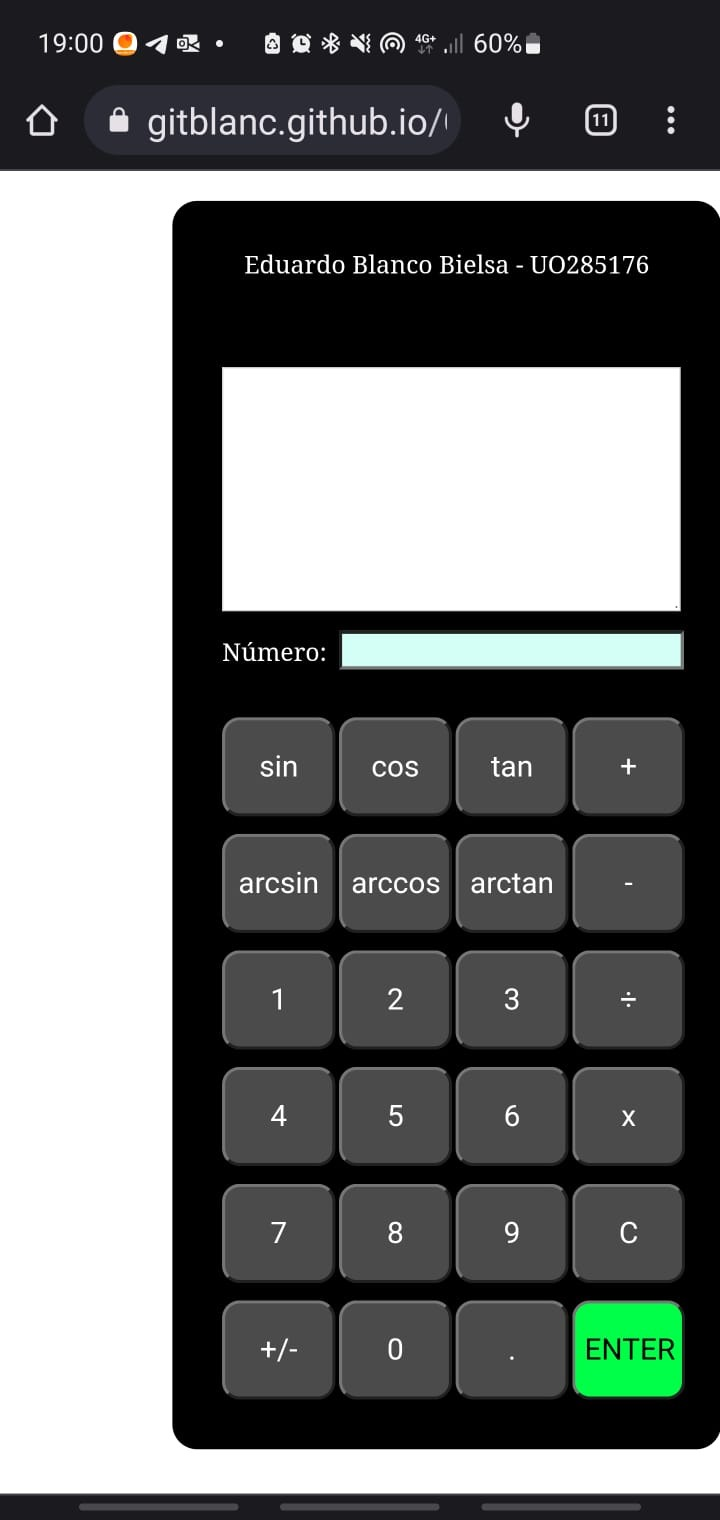 19:00 4G+ 60%
gitblanc.github.io/ 11
Eduardo Blanco Bielsa - UO285176
Número:
sin cos tan +
arcsin arccos arctan -
1 2 3 ÷
4 5 6 x
7 8 9 C
+/- 0 . ENTER